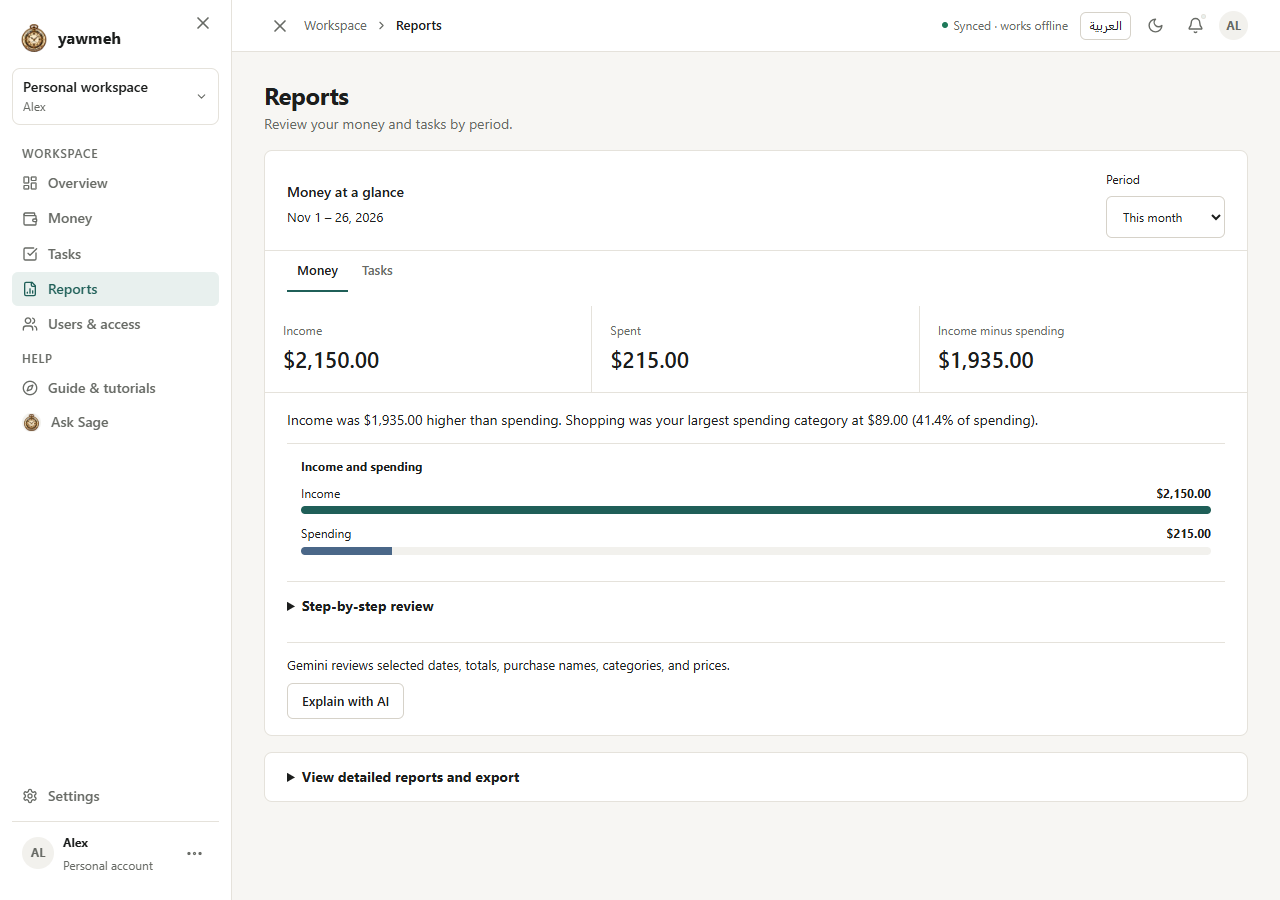 yawmeh
Personal workspace
Alex
WORKSPACE
Overview
Money
Tasks
Reports
Users & access
HELP
Guide & tutorials
Ask Sage
Settings
AL
Alex
Personal account
Workspace > Reports
Synced · works offline
العربية
AL
Reports
Review your money and tasks by period.
Money at a glance
Nov 1 – 26, 2026
Period
This month
Money Tasks
Income
$2,150.00
Spent
$215.00
Income minus spending
$1,935.00
Income was $1,935.00 higher than spending. Shopping was your largest spending category at $89.00 (41.4% of spending).
Income and spending
Income $2,150.00
Spending $215.00
Step-by-step review
Gemini reviews selected dates, totals, purchase names, categories, and prices.
Explain with AI
View detailed reports and export